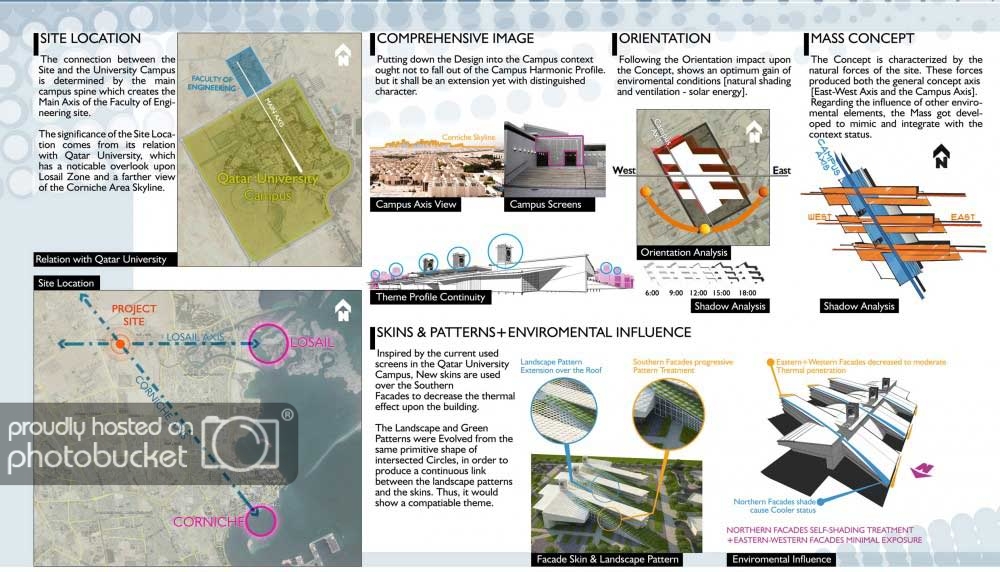 SITE LOCATION
The connection between the
Site and the University Campus
is determined by the main
campus spine which creates the
Main Axis of the Faculty of Engi-
neering site.
The significance of the Site Loca-
tion comes from its relation
with Qatar University, which
has a noticable overlook upon
Losail Zone and a farther view
of the Corniche Area Skyline.
FACULTY OF
ENGINEERING
MAIN AXIS
Qatar University
Campus
N
Relation with Qatar University
Site Location
PROJECT
SITE
LOSAIL AXIS
LOSAIL
CORNICHE
CORNICHE
N
proudly hosted on
photobucket
®
COMPREHENSIVE IMAGE
Putting down the Design into the Campus context
ought not to fall out of the Campus Harmonic Profile.
but it shall be an extension yet with distinguished
character.
Corniche Skyline
Campus Axis View
Campus Screens
Theme Profile Continuity
ORIENTATION
Following the Orientation impact upon
the Concept, shows an optimum gain of
enviromental conditions [natural shading
and ventilation - solar energy].
Campus
Axis
N
West
East
Orientation Analysis
6:00 9:00 12:00 15:00 18:00
Shadow Analysis
MASS CONCEPT
The Concept is characterized by the
natural forces of the site. These forces
produced both the general concept axis
[East-West Axis and the Campus Axis].
Regarding the influence of other enviro-
mental elements, the Mass got devel-
oped to mimic and integrate with the
context status.
CAMPUS
AXIS
N
WEST
EAST
Shadow Analysis
SKINS & PATTERNS+ENVIROMENTAL INFLUENCE
Inspired by the current used
screens in the Qatar University
Campus, New skins are used
over the Southern
Facades to decrease the thermal
effect upon the building.
The Landscape and Green
Patterns were Evolved from the
same primitive shape of
intersected Circles, in order to
produce a continuous link
between the landscape patterns
and the skins. Thus, it would
show a compatiable theme.
Landscape Pattern
Extension over the Roof
Southern Facades progressive
Pattern Treatment
Facade Skin & Landscape Pattern
Eastern+Western Facades decreased to moderate
Thermal penetration
N
Northern Facades shade
cause Cooler status
NORTHERN FACADES SELF-SHADING TREATMENT
+EASTERN-WESTERN FACADES MINIMAL EXPOSURE
Enviromental Influence